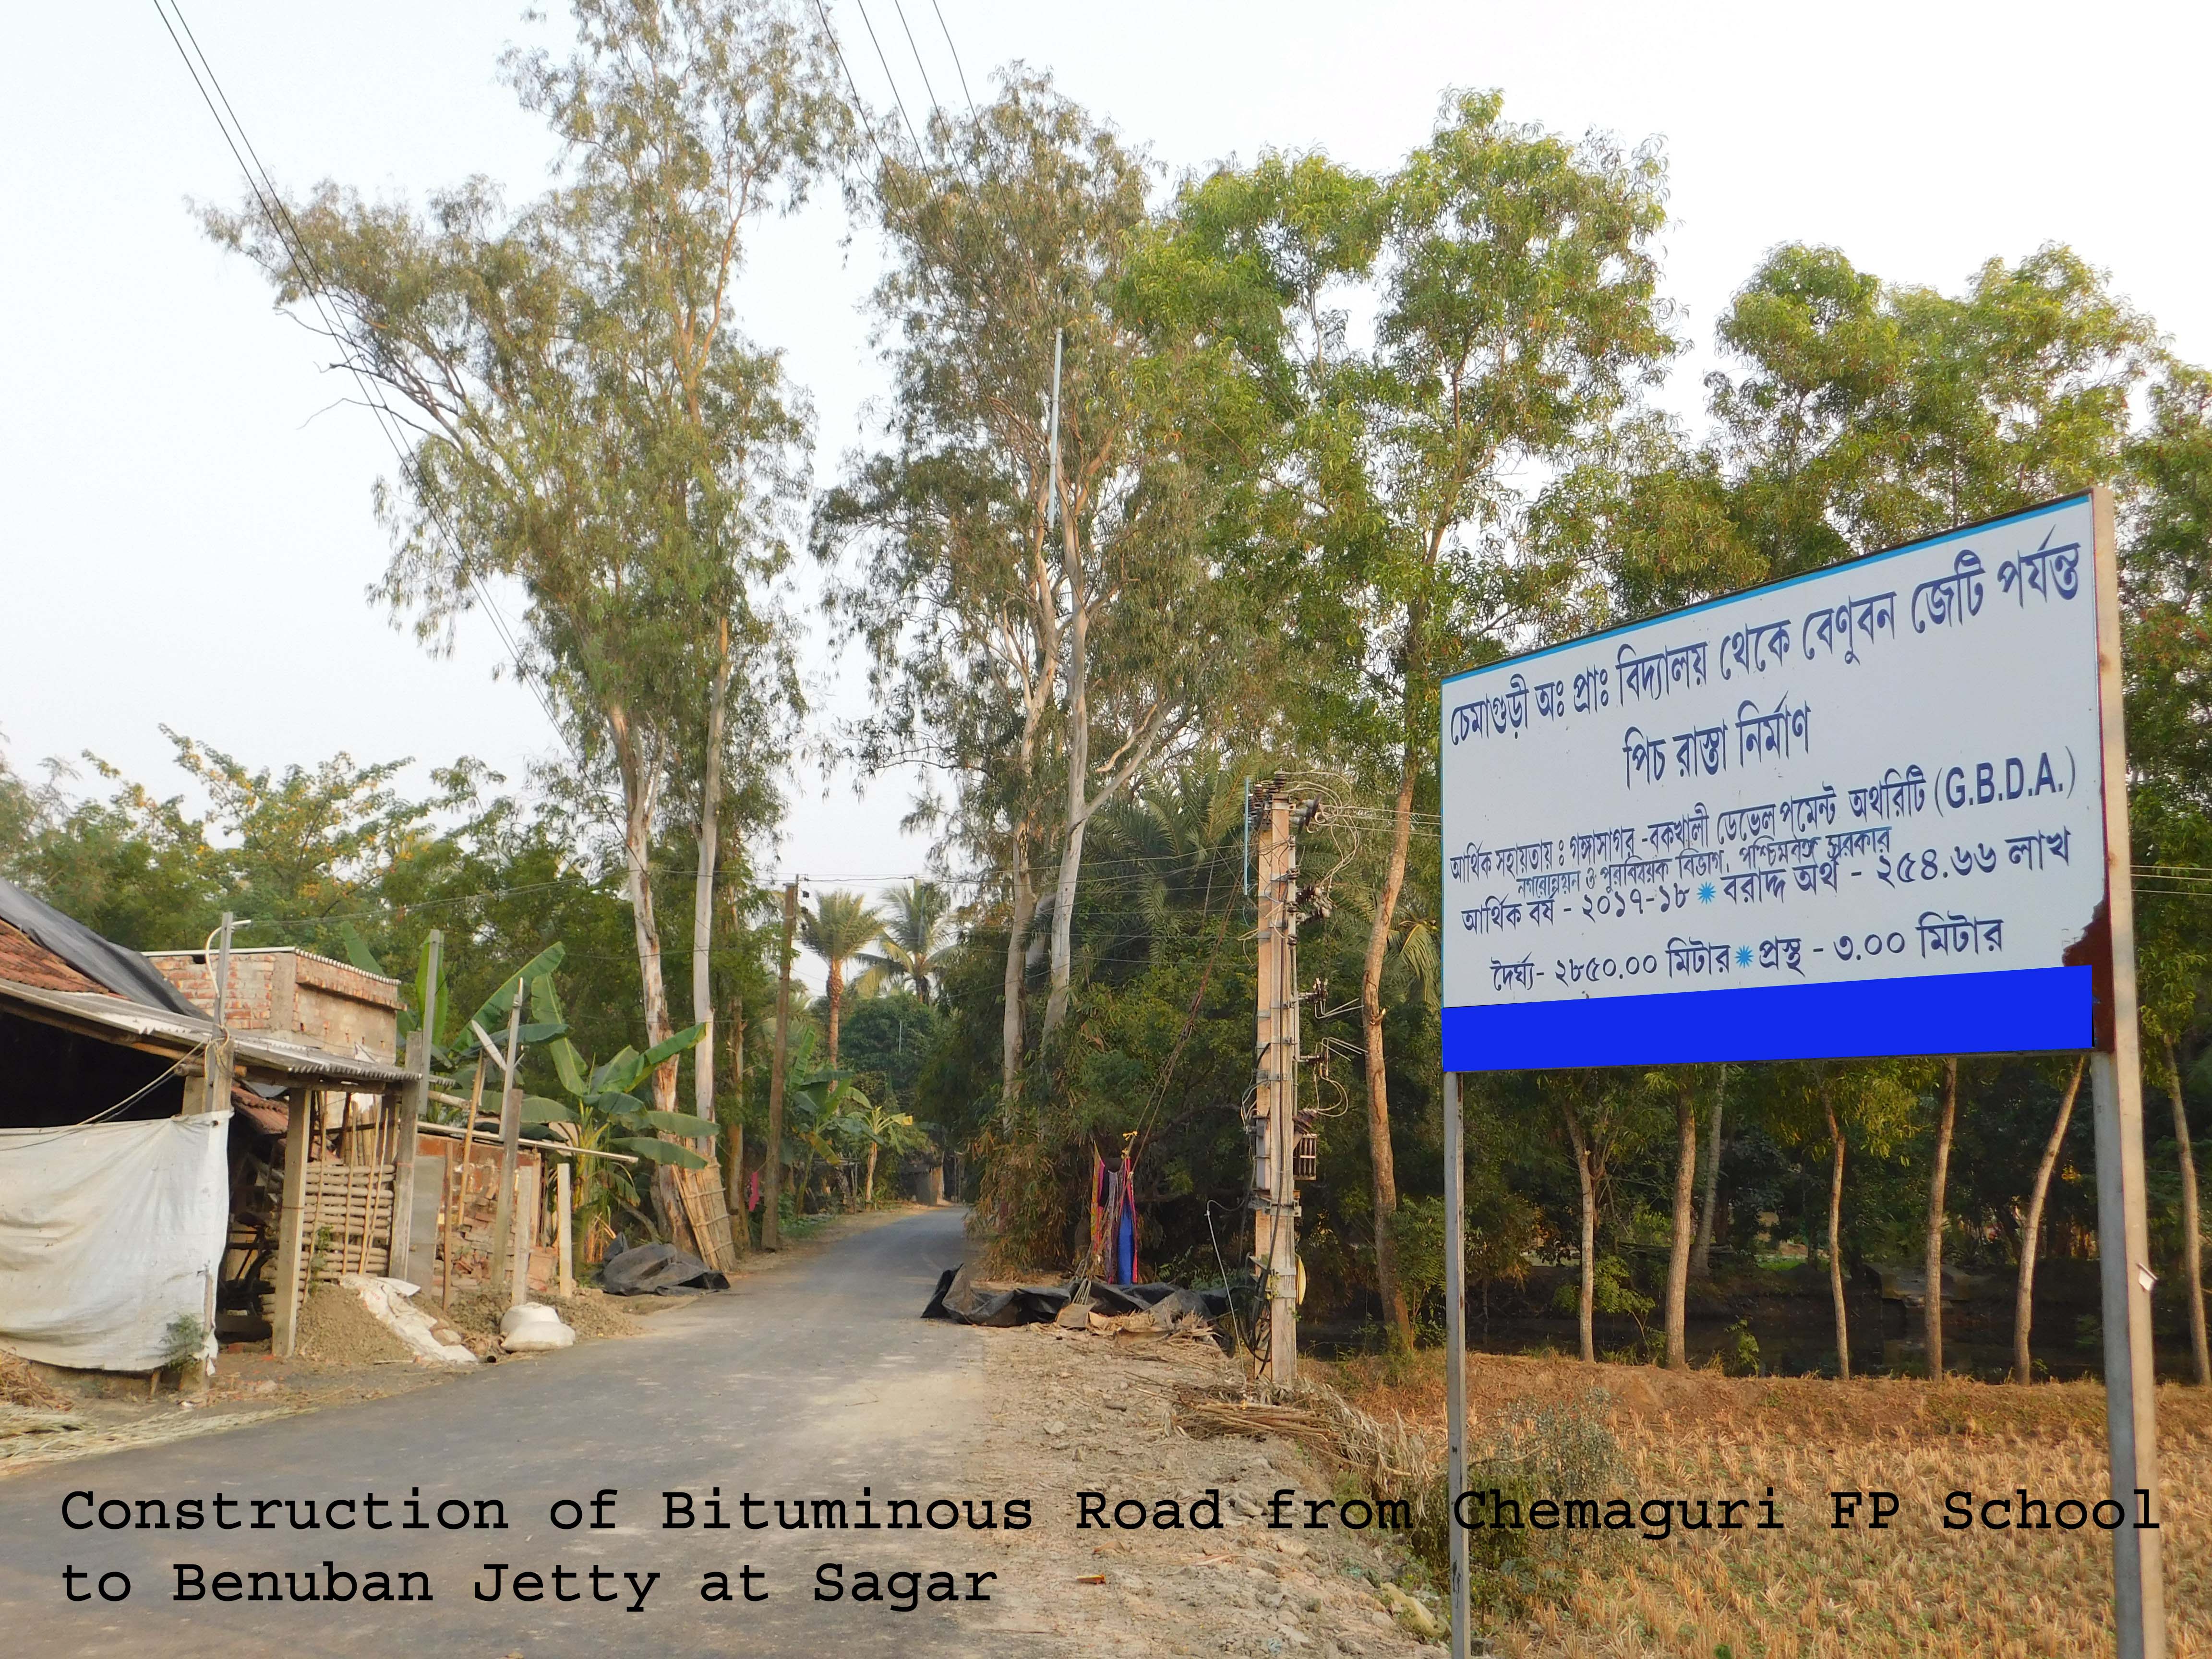 চেমাগুড়ী অঃ প্রাঃ বিদ্যালয় থেকে বেণুবন জেটি পর্যন্ত
পিচ রাস্তা নির্মাণ
আর্থিক সহায়তায় ঃ গঙ্গাসাগর -বকখালী ডেভেলপমেন্ট অথরিটি (G.B.D.A.)
নগরোন্নয়ন ও পুরবিষয়ক বিভাগ, পশ্চিমবঙ্গ সরকার
আর্থিক বর্ষ - ২০১৭-১৮ ✸ বরাদ্দ অর্থ - ২৫৪.৬৬ লাখ
দৈর্ঘ্য- ২৮৫০.০০ মিটার ✸ প্রস্থ - ৩.০০ মিটার
Construction of Bituminous Road from Chemaguri FP School
to Benuban Jetty at Sagar